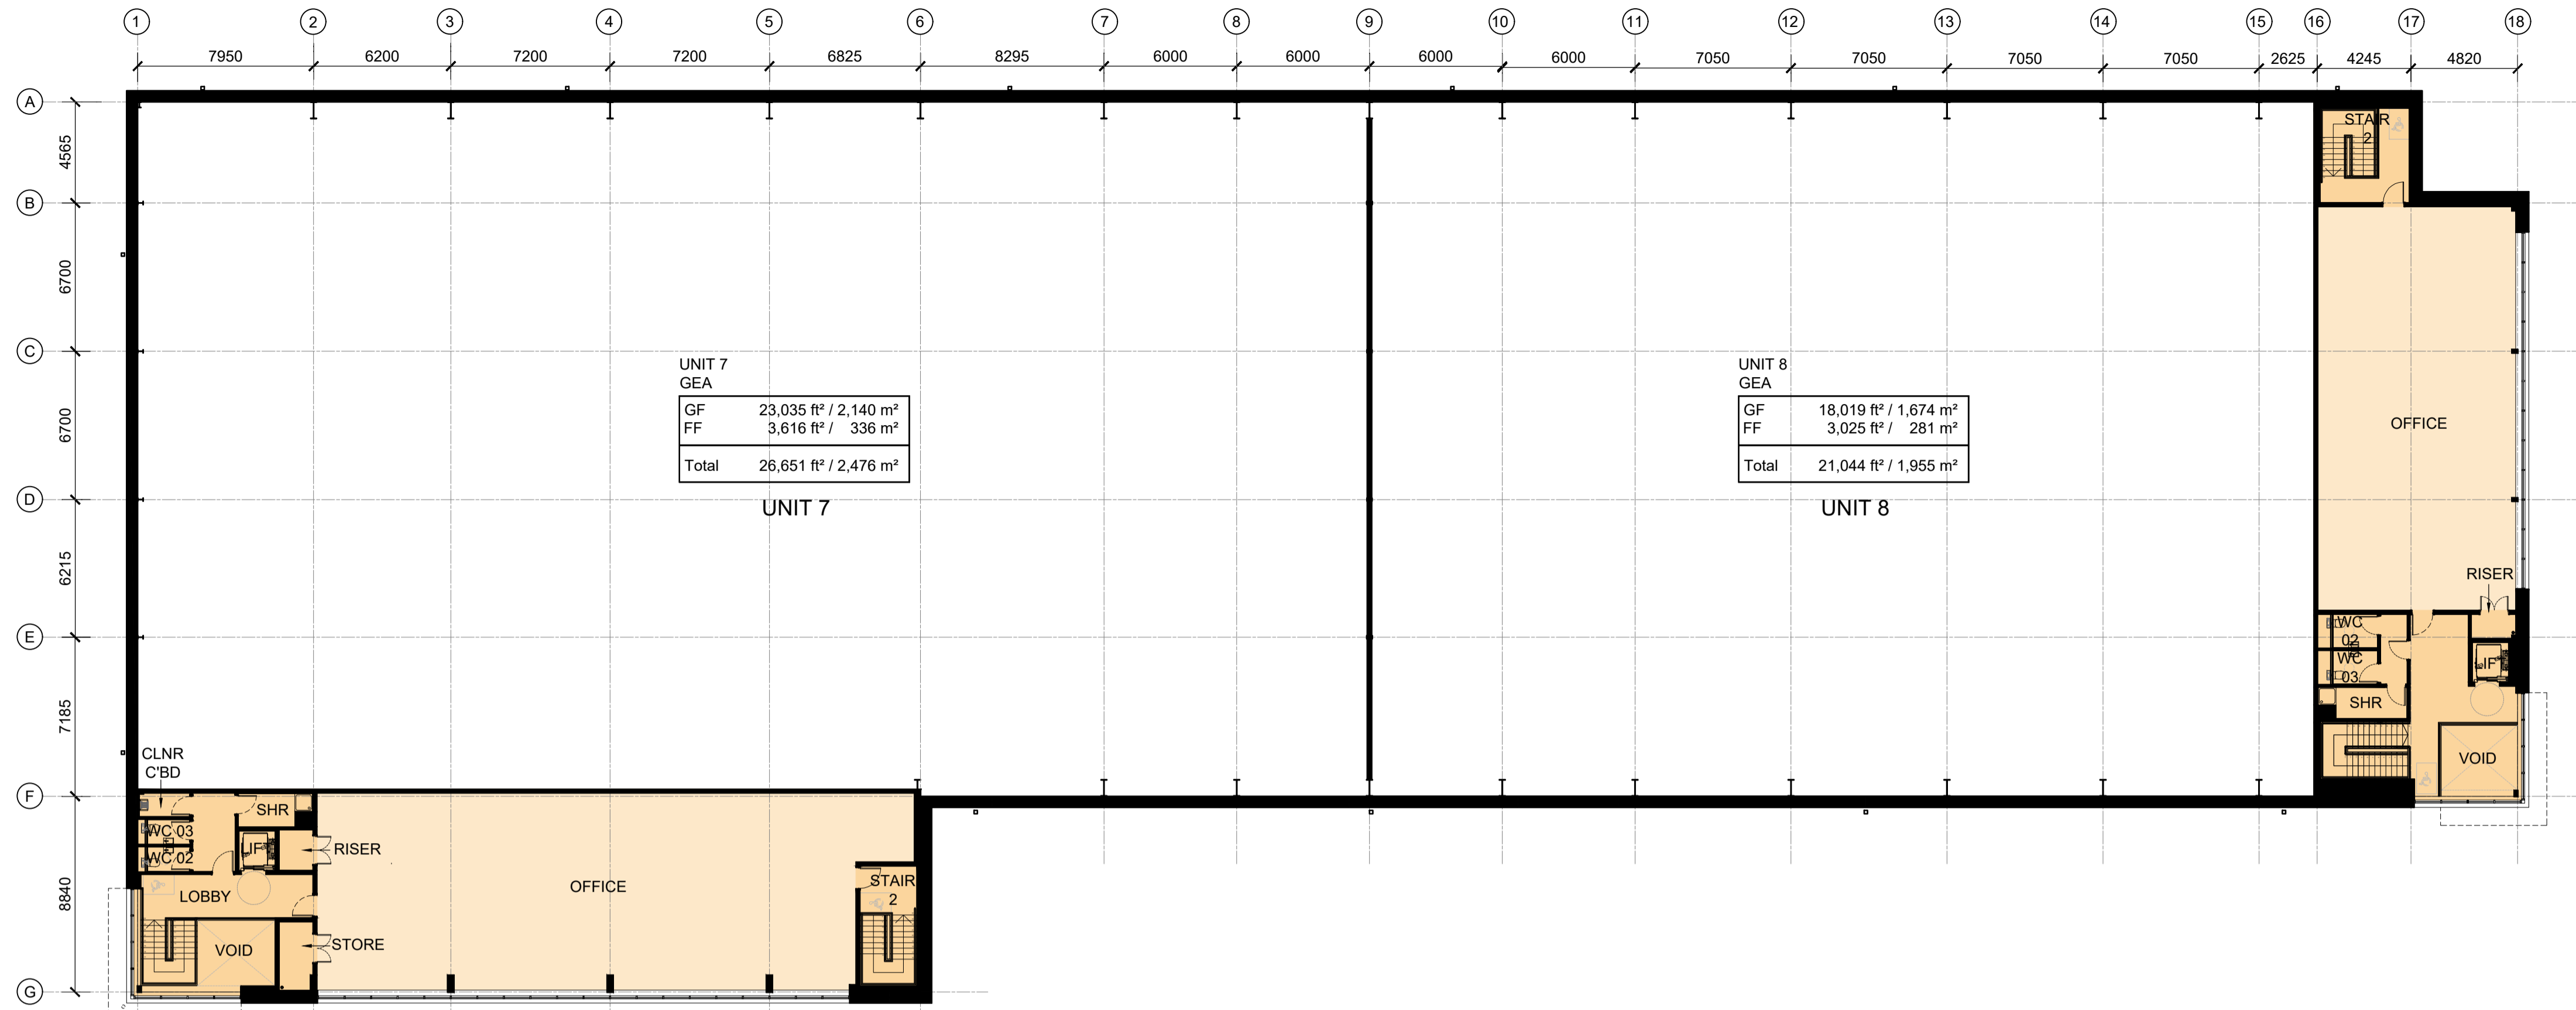 1 2 3 4 5 6 7 8 9 10 11 12 13 14 15 16 17 18
7950 6200 7200 7200 6825 8295 6000 6000 6000 6000 7050 7050 7050 7050 2625 4245 4820
A
B
C
D
E
F
G
4565
6700
6700
6215
7185
8840
UNIT 7
GEA
GF 23,035 ft² / 2,140 m²
FF 3,616 ft² / 336 m²
Total 26,651 ft² / 2,476 m²
UNIT 7
UNIT 8
GEA
GF 18,019 ft² / 1,674 m²
FF 3,025 ft² / 281 m²
Total 21,044 ft² / 1,955 m²
UNIT 8
STAIR
2
OFFICE
RISER
WC
02
WC
03
LIFT
SHR
VOID
CLNR
C'BD
SHR
WC 03
WC 02
LIFT
RISER
LOBBY
VOID
STORE
OFFICE
STAIR
2